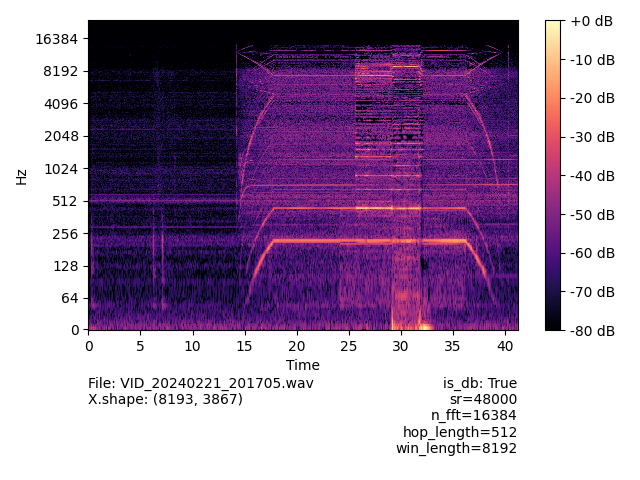 16384
8192
4096
2048
1024
512
256
128
64
0
Hz
0 5 10 15 20 25 30 35 40
Time
+0 dB
-10 dB
-20 dB
-30 dB
-40 dB
-50 dB
-60 dB
-70 dB
-80 dB
File: VID_20240221_201705.wav
X.shape: (8193, 3867)
is_db: True
sr=48000
n_fft=16384
hop_length=512
win_length=8192